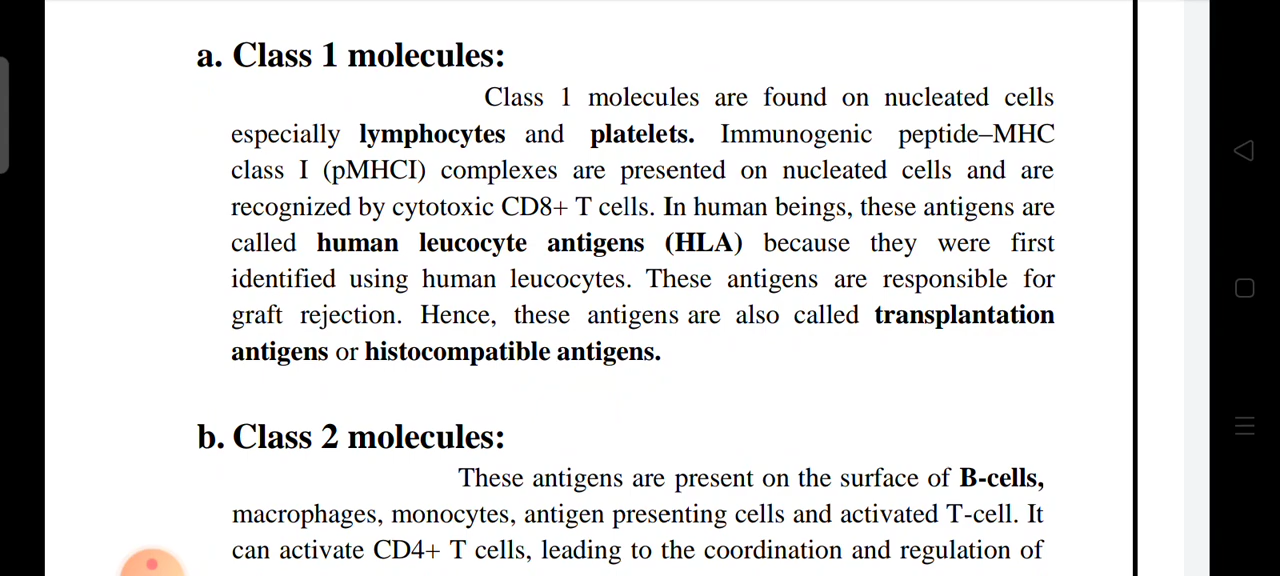 a. Class 1 molecules:
Class 1 molecules are found on nucleated cells
especially lymphocytes and platelets. Immunogenic peptide–MHC
class I (pMHCI) complexes are presented on nucleated cells and are
recognized by cytotoxic CD8+ T cells. In human beings, these antigens are
called human leucocyte antigens (HLA) because they were first
identified using human leucocytes. These antigens are responsible for
graft rejection. Hence, these antigens are also called transplantation
antigens or histocompatible antigens.
b. Class 2 molecules:
These antigens are present on the surface of B-cells,
macrophages, monocytes, antigen presenting cells and activated T-cell. It
can activate CD4+ T cells, leading to the coordination and regulation of